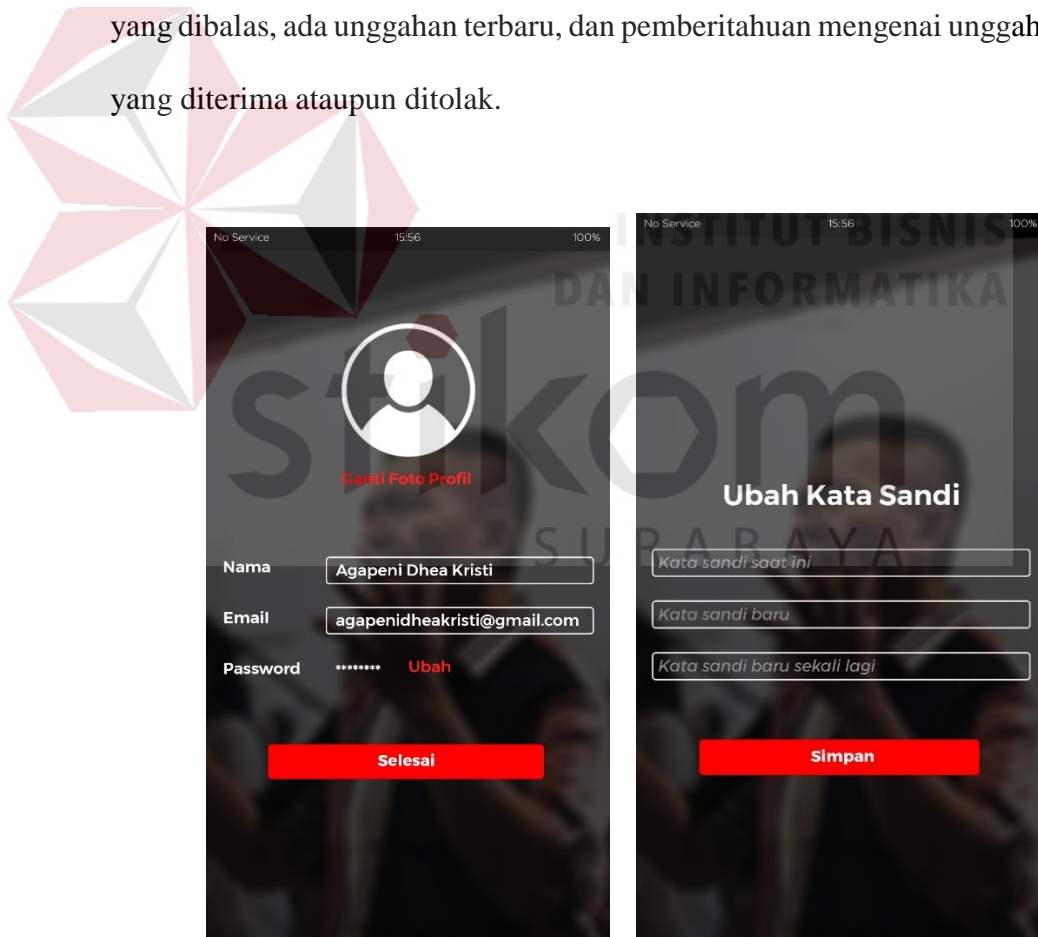 yang dibalas, ada unggahan terbaru, dan pemberitahuan mengenai unggah
yang diterima ataupun ditolak.
INSTITUT BISNIS
DAN INFORMATIKA
stikom
SURABAYA
No Service 15:56 100%
Ganti Foto Profil
Nama Agapeni Dhea Kristi
Email agapenidheakristi@gmail.com
Password ******** Ubah
Selesai
No Service 15:56 100%
Ubah Kata Sandi
Kata sandi saat ini
Kata sandi baru
Kata sandi baru sekali lagi
Simpan